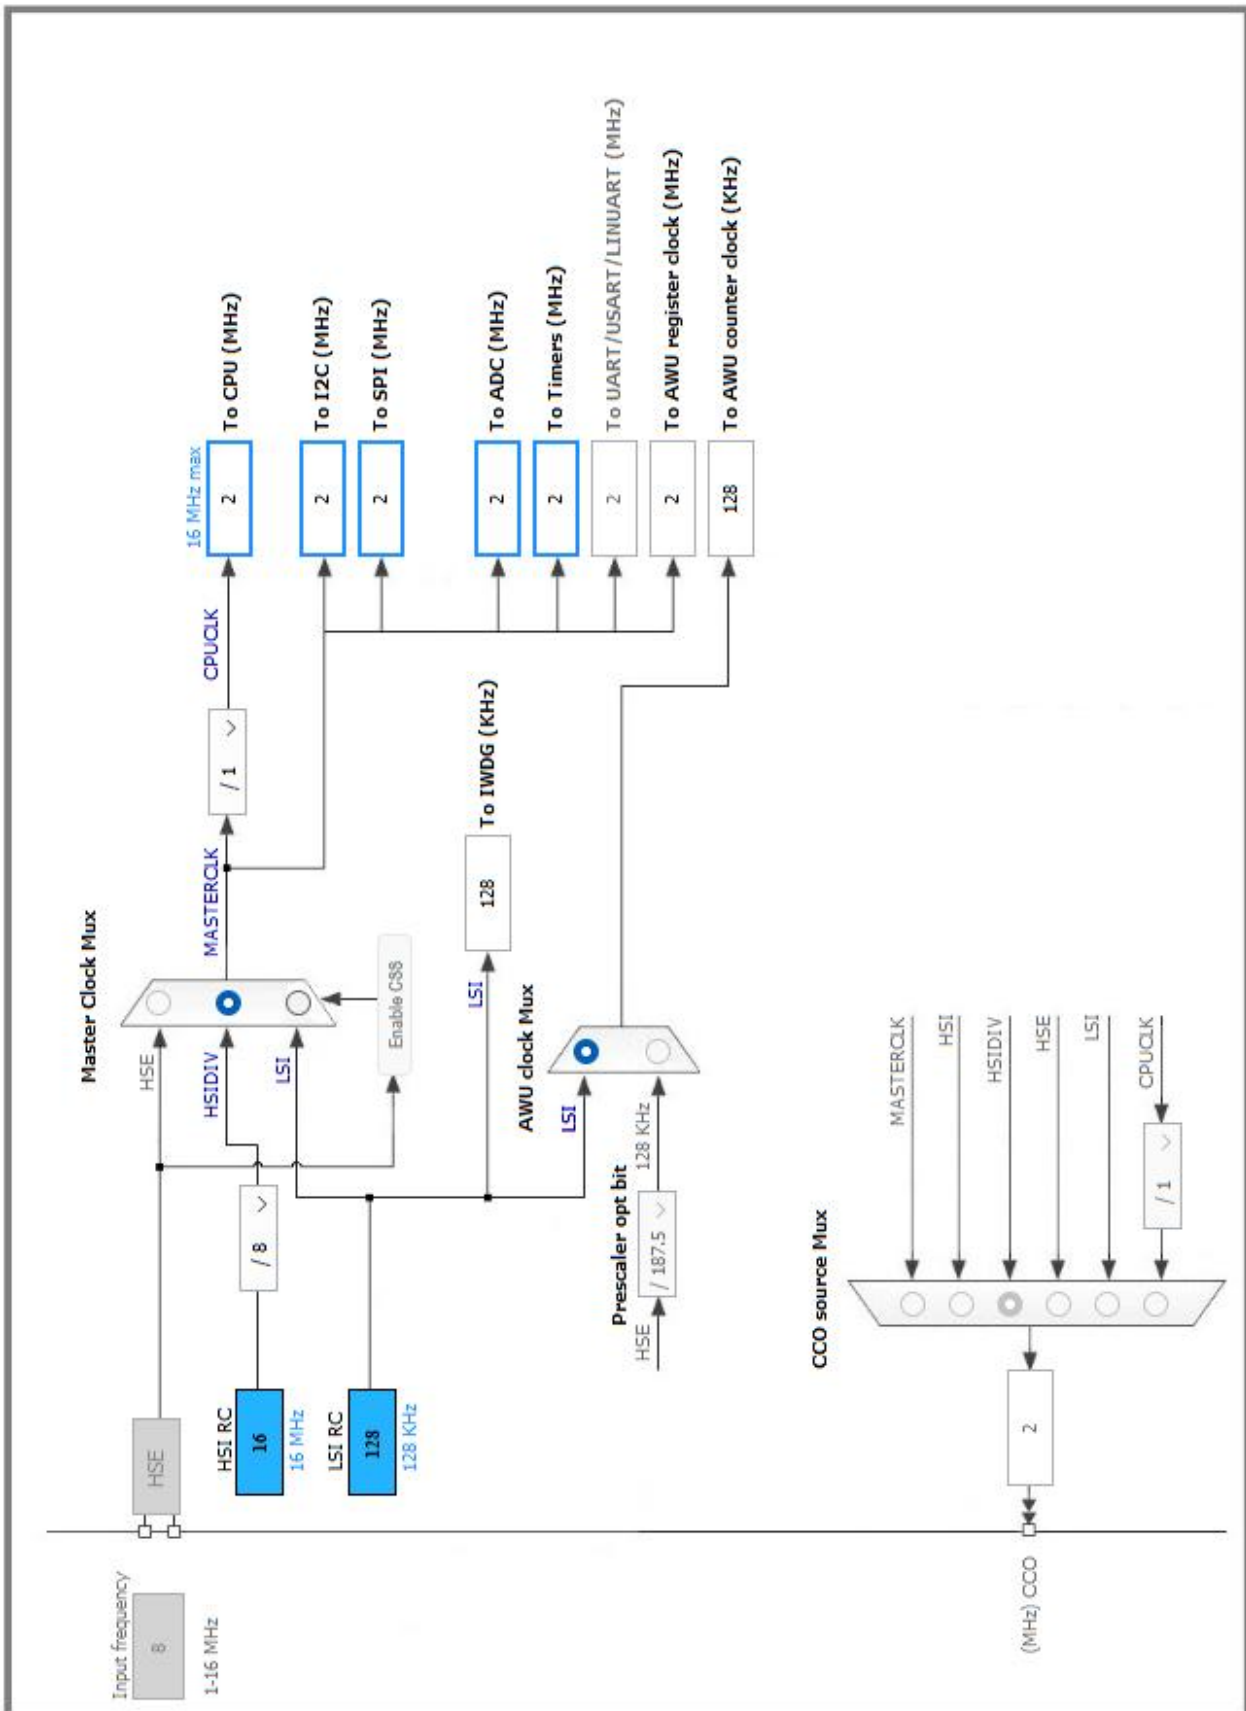 Input frequency
8
1-16 MHz
HSE
HSI RC
16
16 MHz
LSI RC
128
128 KHz
/ 8
HSE
HSIDIV
LSI
Master Clock Mux
Enable CSS
MASTERCLK
/ 1
CPUCLK
16 MHz max
2
To CPU (MHz)
2
To I2C (MHz)
2
To SPI (MHz)
2
To ADC (MHz)
2
To Timers (MHz)
2
To UART/USART/LINUART (MHz)
2
To AWU register clock (MHz)
128
To AWU counter clock (KHz)
LSI
128
To IWDG (KHz)
AWU clock Mux
LSI
Prescaler opt bit
HSE
/ 187.5
128 KHz
CCO source Mux
MASTERCLK
HSI
HSIDIV
HSE
LSI
CPUCLK
/ 1
2
(MHz) CCO